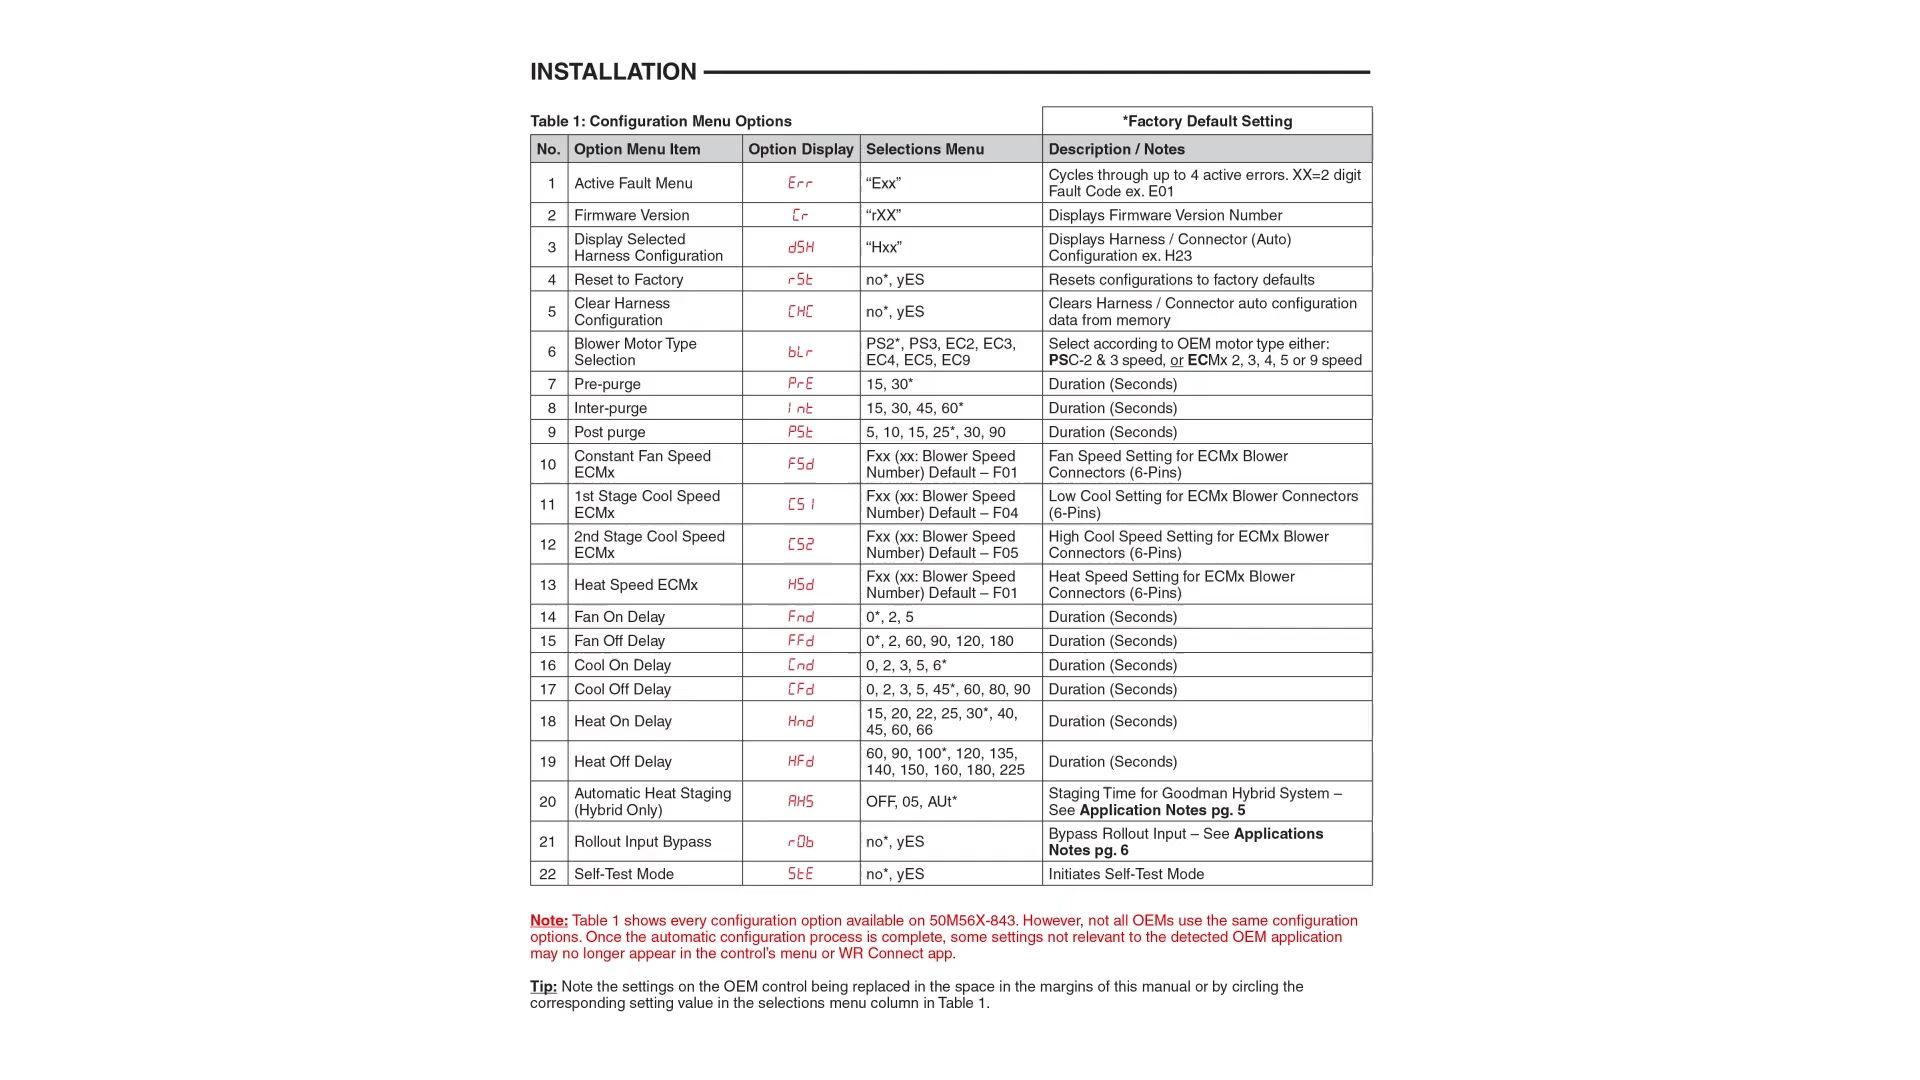 INSTALLATION
Table 1: Configuration Menu Options
*Factory Default Setting
No. Option Menu Item Option Display Selections Menu Description / Notes
1 Active Fault Menu Err “Exx” Cycles through up to 4 active errors. XX=2 digit
Fault Code ex. E01
2 Firmware Version Cr “rXX” Displays Firmware Version Number
3 Display Selected
Harness Configuration dSH “Hxx” Displays Harness / Connector (Auto)
Configuration ex. H23
4 Reset to Factory rSt no*, yES Resets configurations to factory defaults
5 Clear Harness
Configuration CHC no*, yES Clears Harness / Connector auto configuration
data from memory
6 Blower Motor Type
Selection bLr PS2*, PS3, EC2, EC3,
EC4, EC5, EC9 Select according to OEM motor type either:
PSC-2 & 3 speed, or ECMx 2, 3, 4, 5 or 9 speed
7 Pre-purge PrE 15, 30* Duration (Seconds)
8 Inter-purge Int 15, 30, 45, 60* Duration (Seconds)
9 Post purge PSt 5, 10, 15, 25*, 30, 90 Duration (Seconds)
10 Constant Fan Speed
ECMx FSd Fxx (xx: Blower Speed
Number) Default – F01 Fan Speed Setting for ECMx Blower
Connectors (6-Pins)
11 1st Stage Cool Speed
ECMx CS1 Fxx (xx: Blower Speed
Number) Default – F04 Low Cool Setting for ECMx Blower Connectors
(6-Pins)
12 2nd Stage Cool Speed
ECMx CS2 Fxx (xx: Blower Speed
Number) Default – F05 High Cool Speed Setting for ECMx Blower
Connectors (6-Pins)
13 Heat Speed ECMx HSd Fxx (xx: Blower Speed
Number) Default – F01 Heat Speed Setting for ECMx Blower
Connectors (6-Pins)
14 Fan On Delay Fnd 0*, 2, 5 Duration (Seconds)
15 Fan Off Delay FFd 0*, 2, 60, 90, 120, 180 Duration (Seconds)
16 Cool On Delay Cnd 0, 2, 3, 5, 6* Duration (Seconds)
17 Cool Off Delay CFd 0, 2, 3, 5, 45*, 60, 80, 90 Duration (Seconds)
18 Heat On Delay Hnd 15, 20, 22, 25, 30*, 40,
45, 60, 66 Duration (Seconds)
19 Heat Off Delay HFd 60, 90, 100*, 120, 135,
140, 150, 160, 180, 225 Duration (Seconds)
20 Automatic Heat Staging
(Hybrid Only) AHS OFF, 05, AUt* Staging Time for Goodman Hybrid System –
See Application Notes pg. 5
21 Rollout Input Bypass rOb no*, yES Bypass Rollout Input – See Applications
Notes pg. 6
22 Self-Test Mode StE no*, yES Initiates Self-Test Mode
Note: Table 1 shows every configuration option available on 50M56X-843. However, not all OEMs use the same configuration
options. Once the automatic configuration process is complete, some settings not relevant to the detected OEM application
may no longer appear in the control’s menu or WR Connect app.
Tip: Note the settings on the OEM control being replaced in the space in the margins of this manual or by circling the
corresponding setting value in the selections menu column in Table 1.